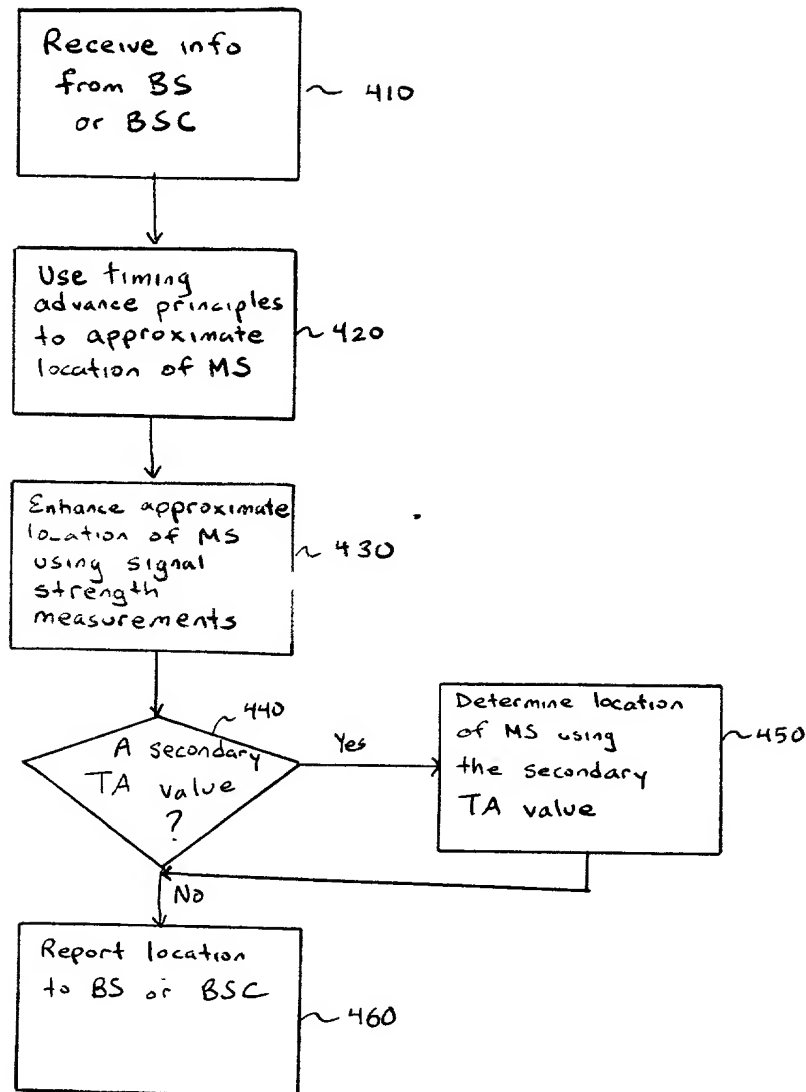 Receive info
from BS
or BSC
410
Use timing
advance principles
to approximate
location of MS
420
Enhance approximate
location of MS
using signal
strength
measurements
430
440
A secondary
TA value
?
Yes
Determine location
of MS using
the secondary
TA value
450
No
Report location
to BS or BSC
460